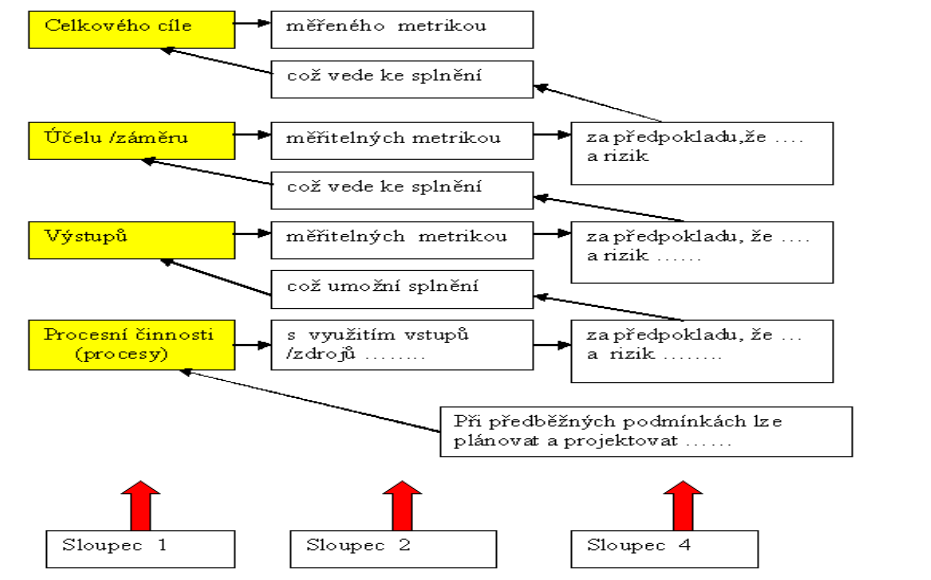 Celkového cíle
měřeného metrikou
což vede ke splnění
Účelu /záměru
měřitelných metrikou
za předpokladu,že ....
a rizik
což vede ke splnění
Výstupů
měřitelných metrikou
za předpokladu, že ....
a rizik ......
což umožní splnění
Procesní činnosti
(procesy)
s využitím vstupů
/zdrojů ........
za předpokladu, že ...
a rizik ........
Při předběžných podmínkách lze
plánovat a projektovat ......
Sloupec 1
Sloupec 2
Sloupec 4